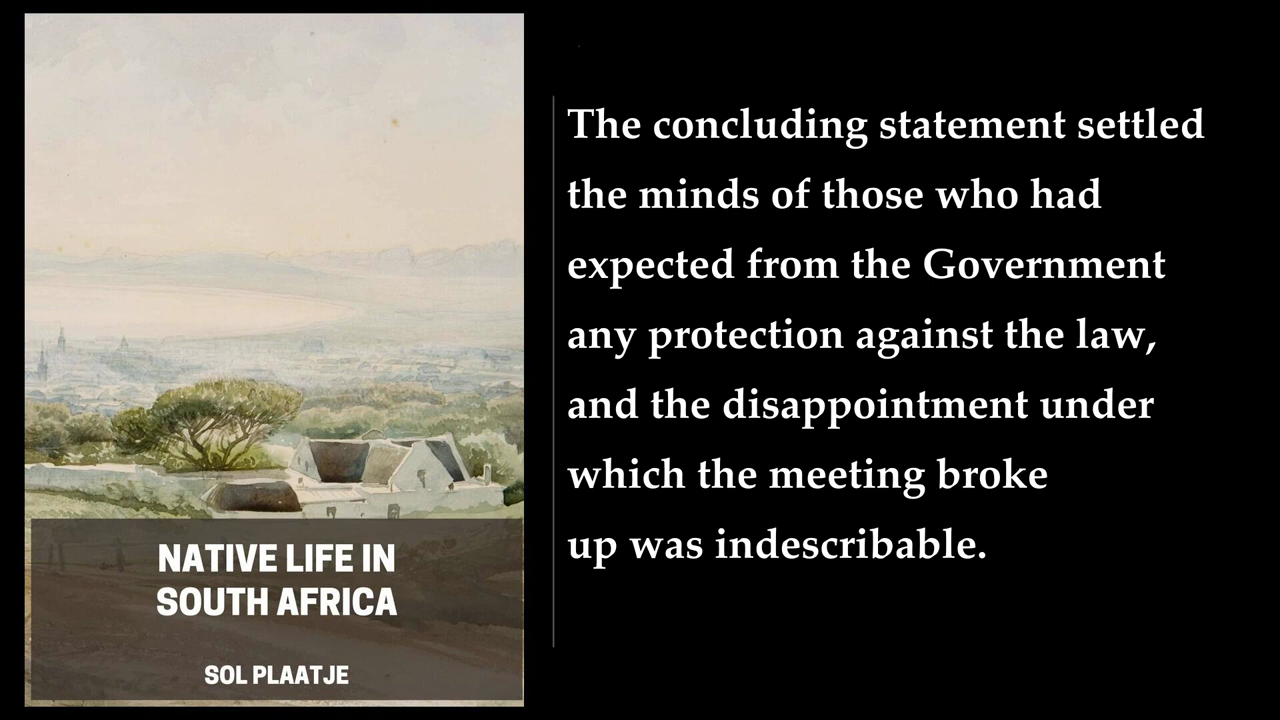 NATIVE LIFE IN
SOUTH AFRICA
SOL PLAATJE
The concluding statement settled
the minds of those who had
expected from the Government
any protection against the law,
and the disappointment under
which the meeting broke
up was indescribable.